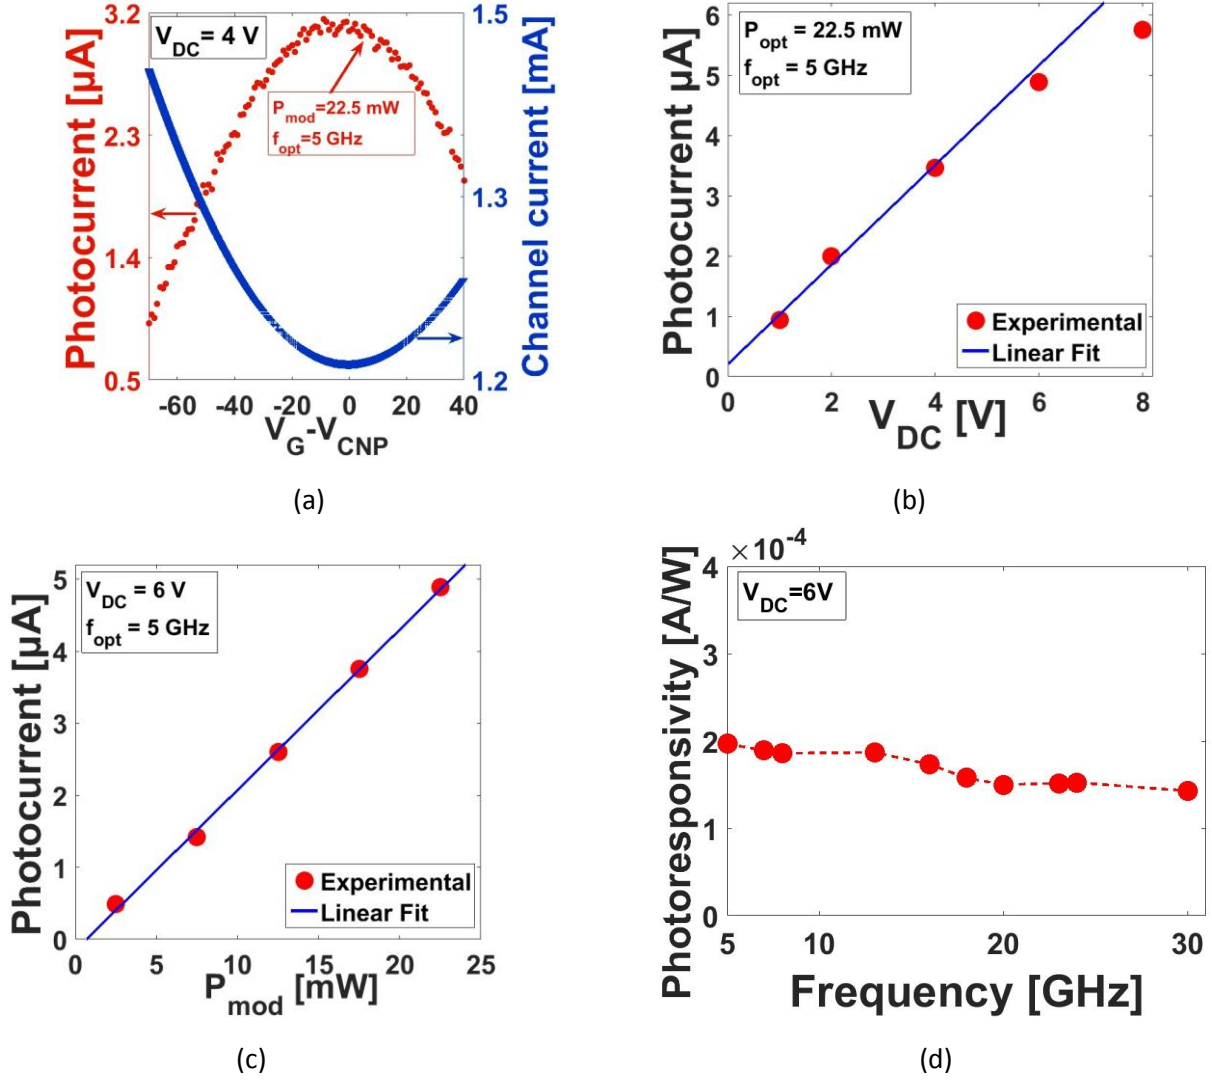 3.2
2.3
1.4
0.5
Photocurrent [µA]
V_DC = 4 V
P_mod=22.5 mW
f_opt=5 GHz
1.5
1.3
1.2
Channel current [mA]
-60 -40 -20 0 20 40
V_G-V_CNP
(a)
6
5
4
3
2
1
0
Photocurrent µA
P_opt = 22.5 mW
f_opt = 5 GHz
Experimental
Linear Fit
0 2 4 6 8
V_DC [V]
(b)
5
4
3
2
1
0
Photocurrent [µA]
V_DC = 6 V
f_opt = 5 GHz
Experimental
Linear Fit
0 5 10 15 20 25
P_mod [mW]
(c)
×10^-4
4
3
2
1
0
Photoresponsivity [A/W]
V_DC=6V
5 10 20 30
Frequency [GHz]
(d)